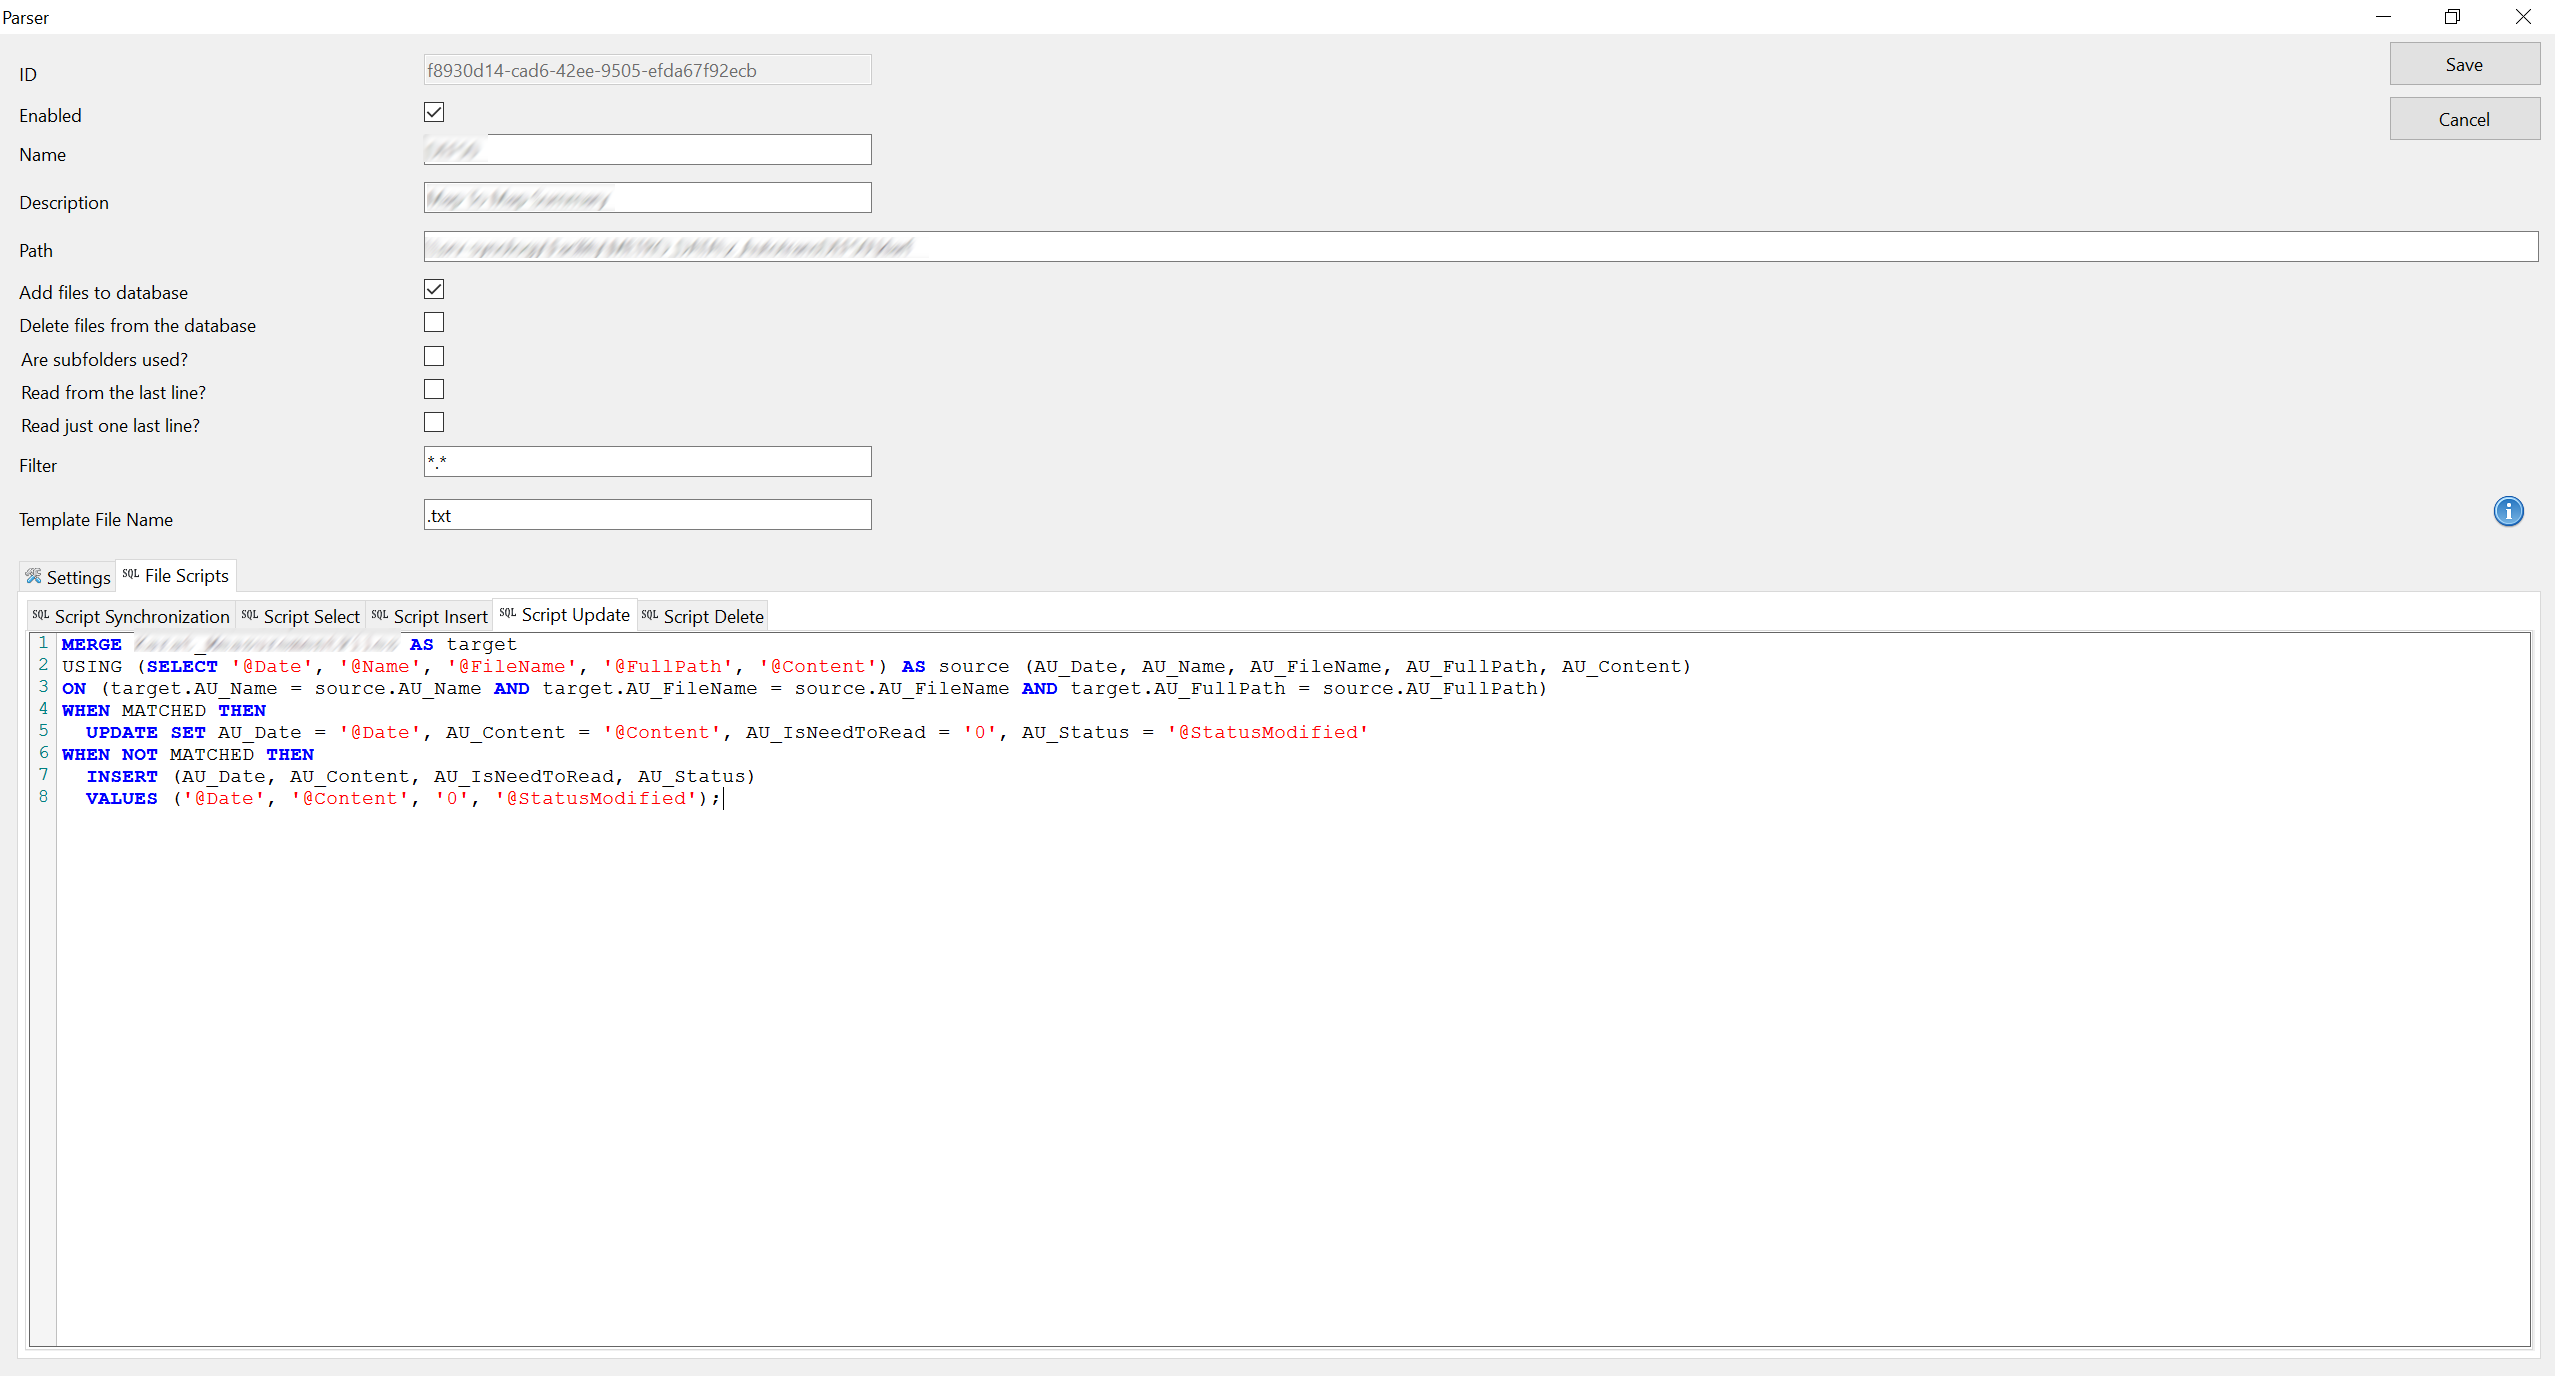 Parser
ID f8930d14-cad6-42ee-9505-efda67f92ecb Save
Enabled Cancel
Name
Description
Path
Add files to database
Delete files from the database
Are subfolders used?
Read from the last line?
Read just one last line?
Filter *.*
Template File Name .txt
Settings SQL File Scripts
SQL Script Synchronization SQL Script Select SQL Script Insert SQL Script Update SQL Script Delete
1 MERGE AS target
2 USING (SELECT '@Date', '@Name', '@FileName', '@FullPath', '@Content') AS source (AU_Date, AU_Name, AU_FileName, AU_FullPath, AU_Content)
3 ON (target.AU_Name = source.AU_Name AND target.AU_FileName = source.AU_FileName AND target.AU_FullPath = source.AU_FullPath)
4 WHEN MATCHED THEN
5 UPDATE SET AU_Date = '@Date', AU_Content = '@Content', AU_IsNeedToRead = '0', AU_Status = '@StatusModified'
6 WHEN NOT MATCHED THEN
7 INSERT (AU_Date, AU_Content, AU_IsNeedToRead, AU_Status)
8 VALUES ('@Date', '@Content', '0', '@StatusModified');